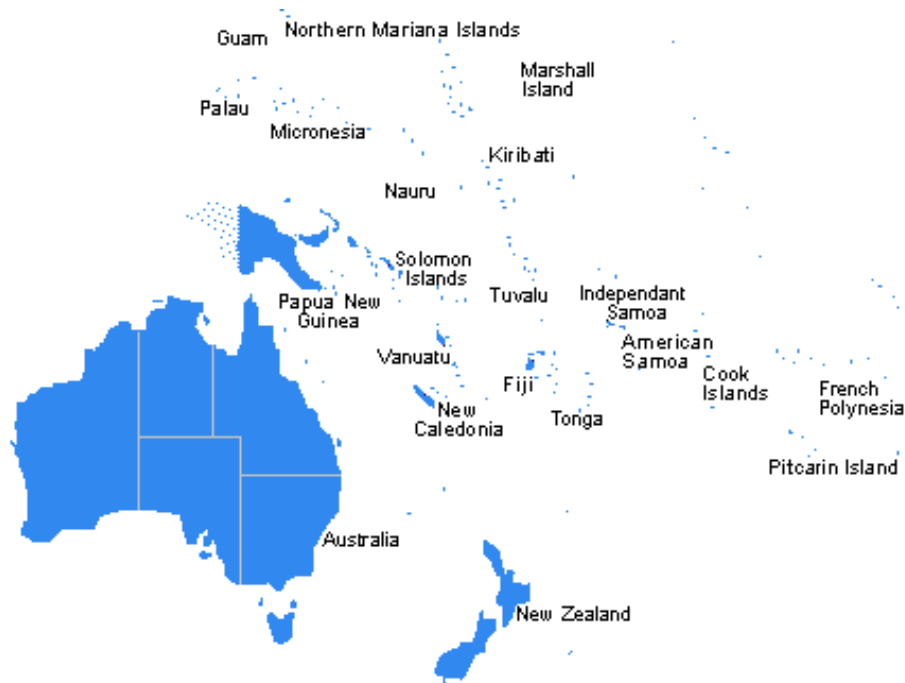 Northern Mariana Islands
Guam
Marshall
Island
Palau
Micronesia
Kiribati
Nauru
Solomon
Islands
Tuvalu
Independant
Samoa
Papua New
Guinea
American
Samoa
Vanuatu
Cook
Islands
Fiji
French
Polynesia
New
Caledonia
Tonga
Pitcarin Island
Australia
New Zealand